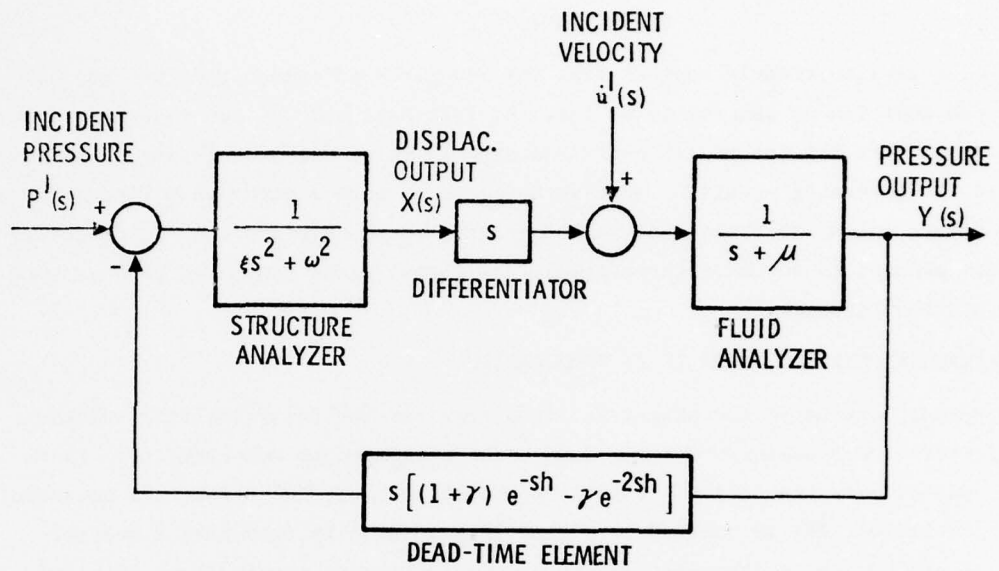 INCIDENT
VELOCITY
u̇ᴵ(s)
INCIDENT
PRESSURE
Pᴵ(s)
+
DISPLAC.
OUTPUT
X(s)
+
PRESSURE
OUTPUT
Y(s)
1
ξs² + ω²
s
1
s + μ
STRUCTURE
ANALYZER
DIFFERENTIATOR
FLUID
ANALYZER
s[(1+γ) e^-sh - γe^-2sh]
DEAD-TIME ELEMENT